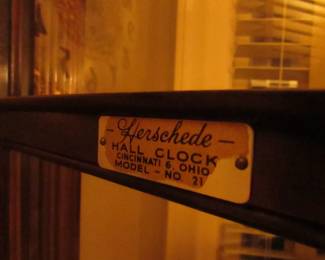 - Herschede -
HALL CLOCK
CINCINNATI 6, OHIO
MODEL - NO. 21